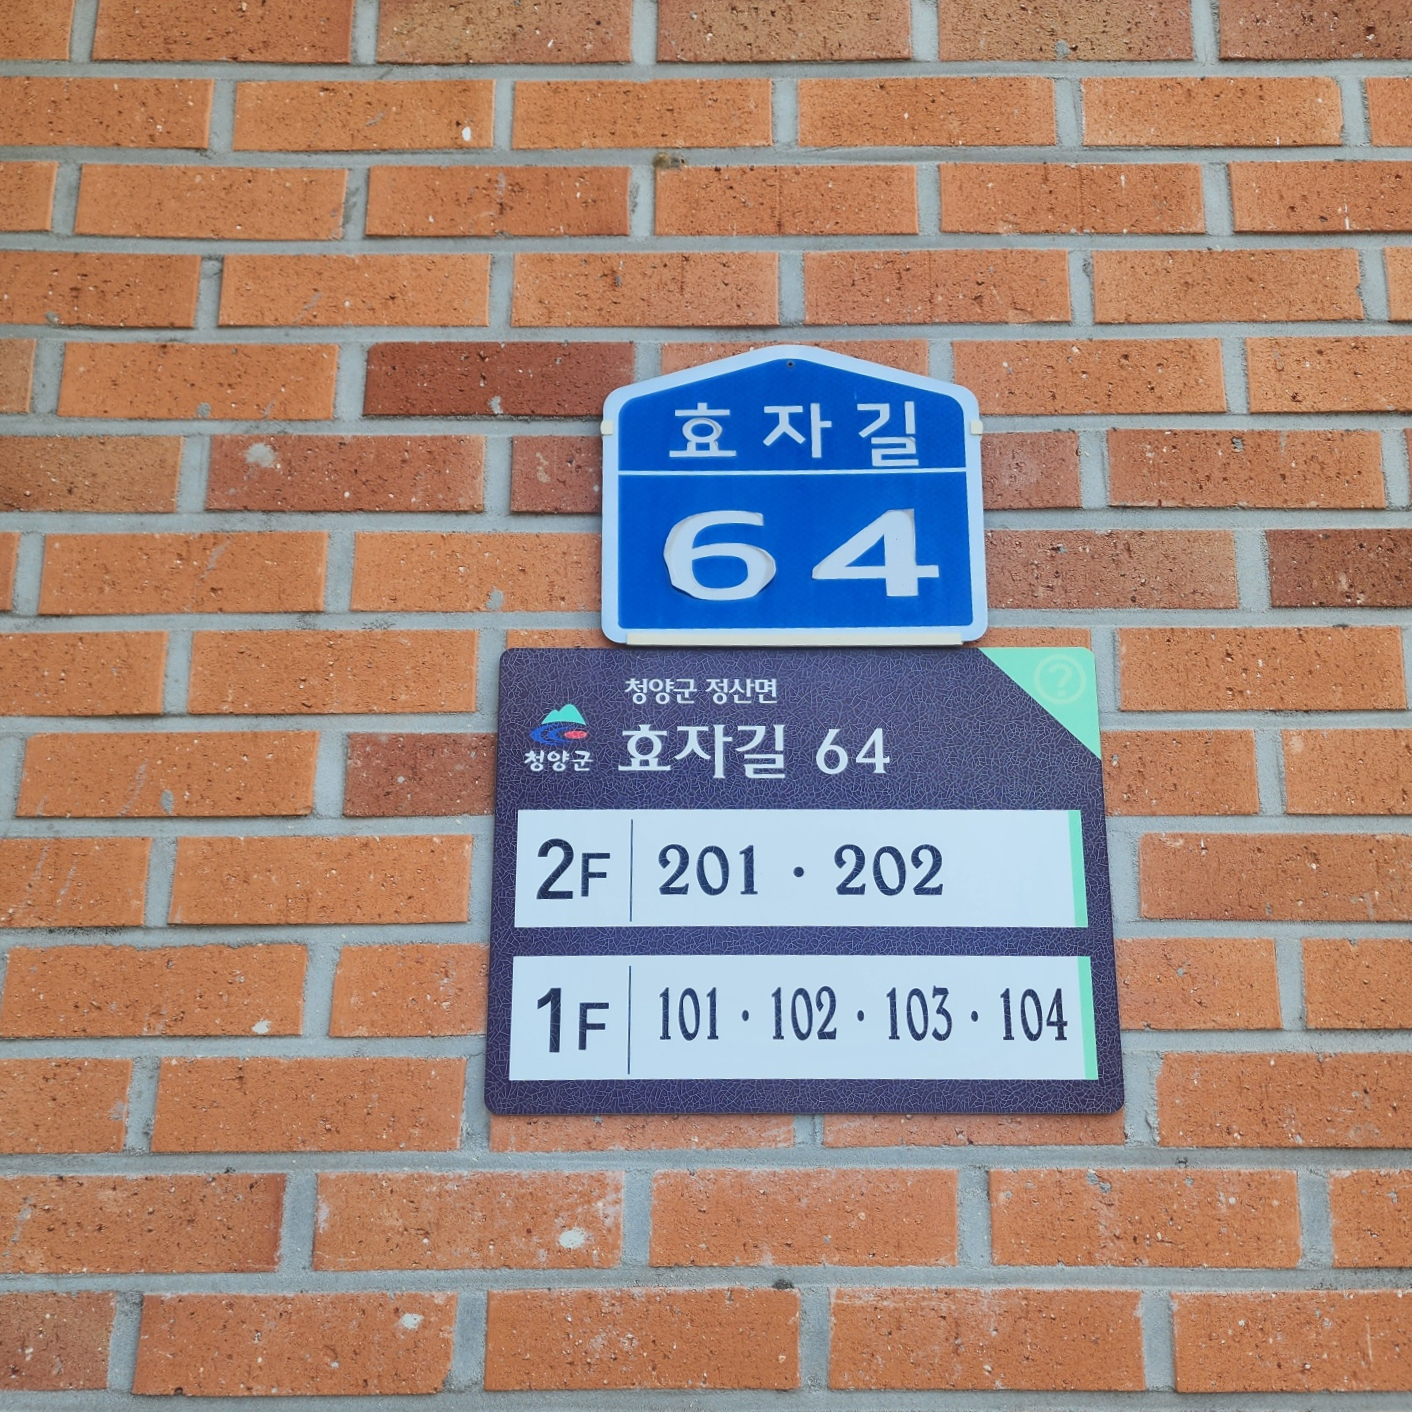 효자길
64
청양군 정산면
청양군
효자길 64
2F 201 · 202
1F 101 · 102 · 103 · 104